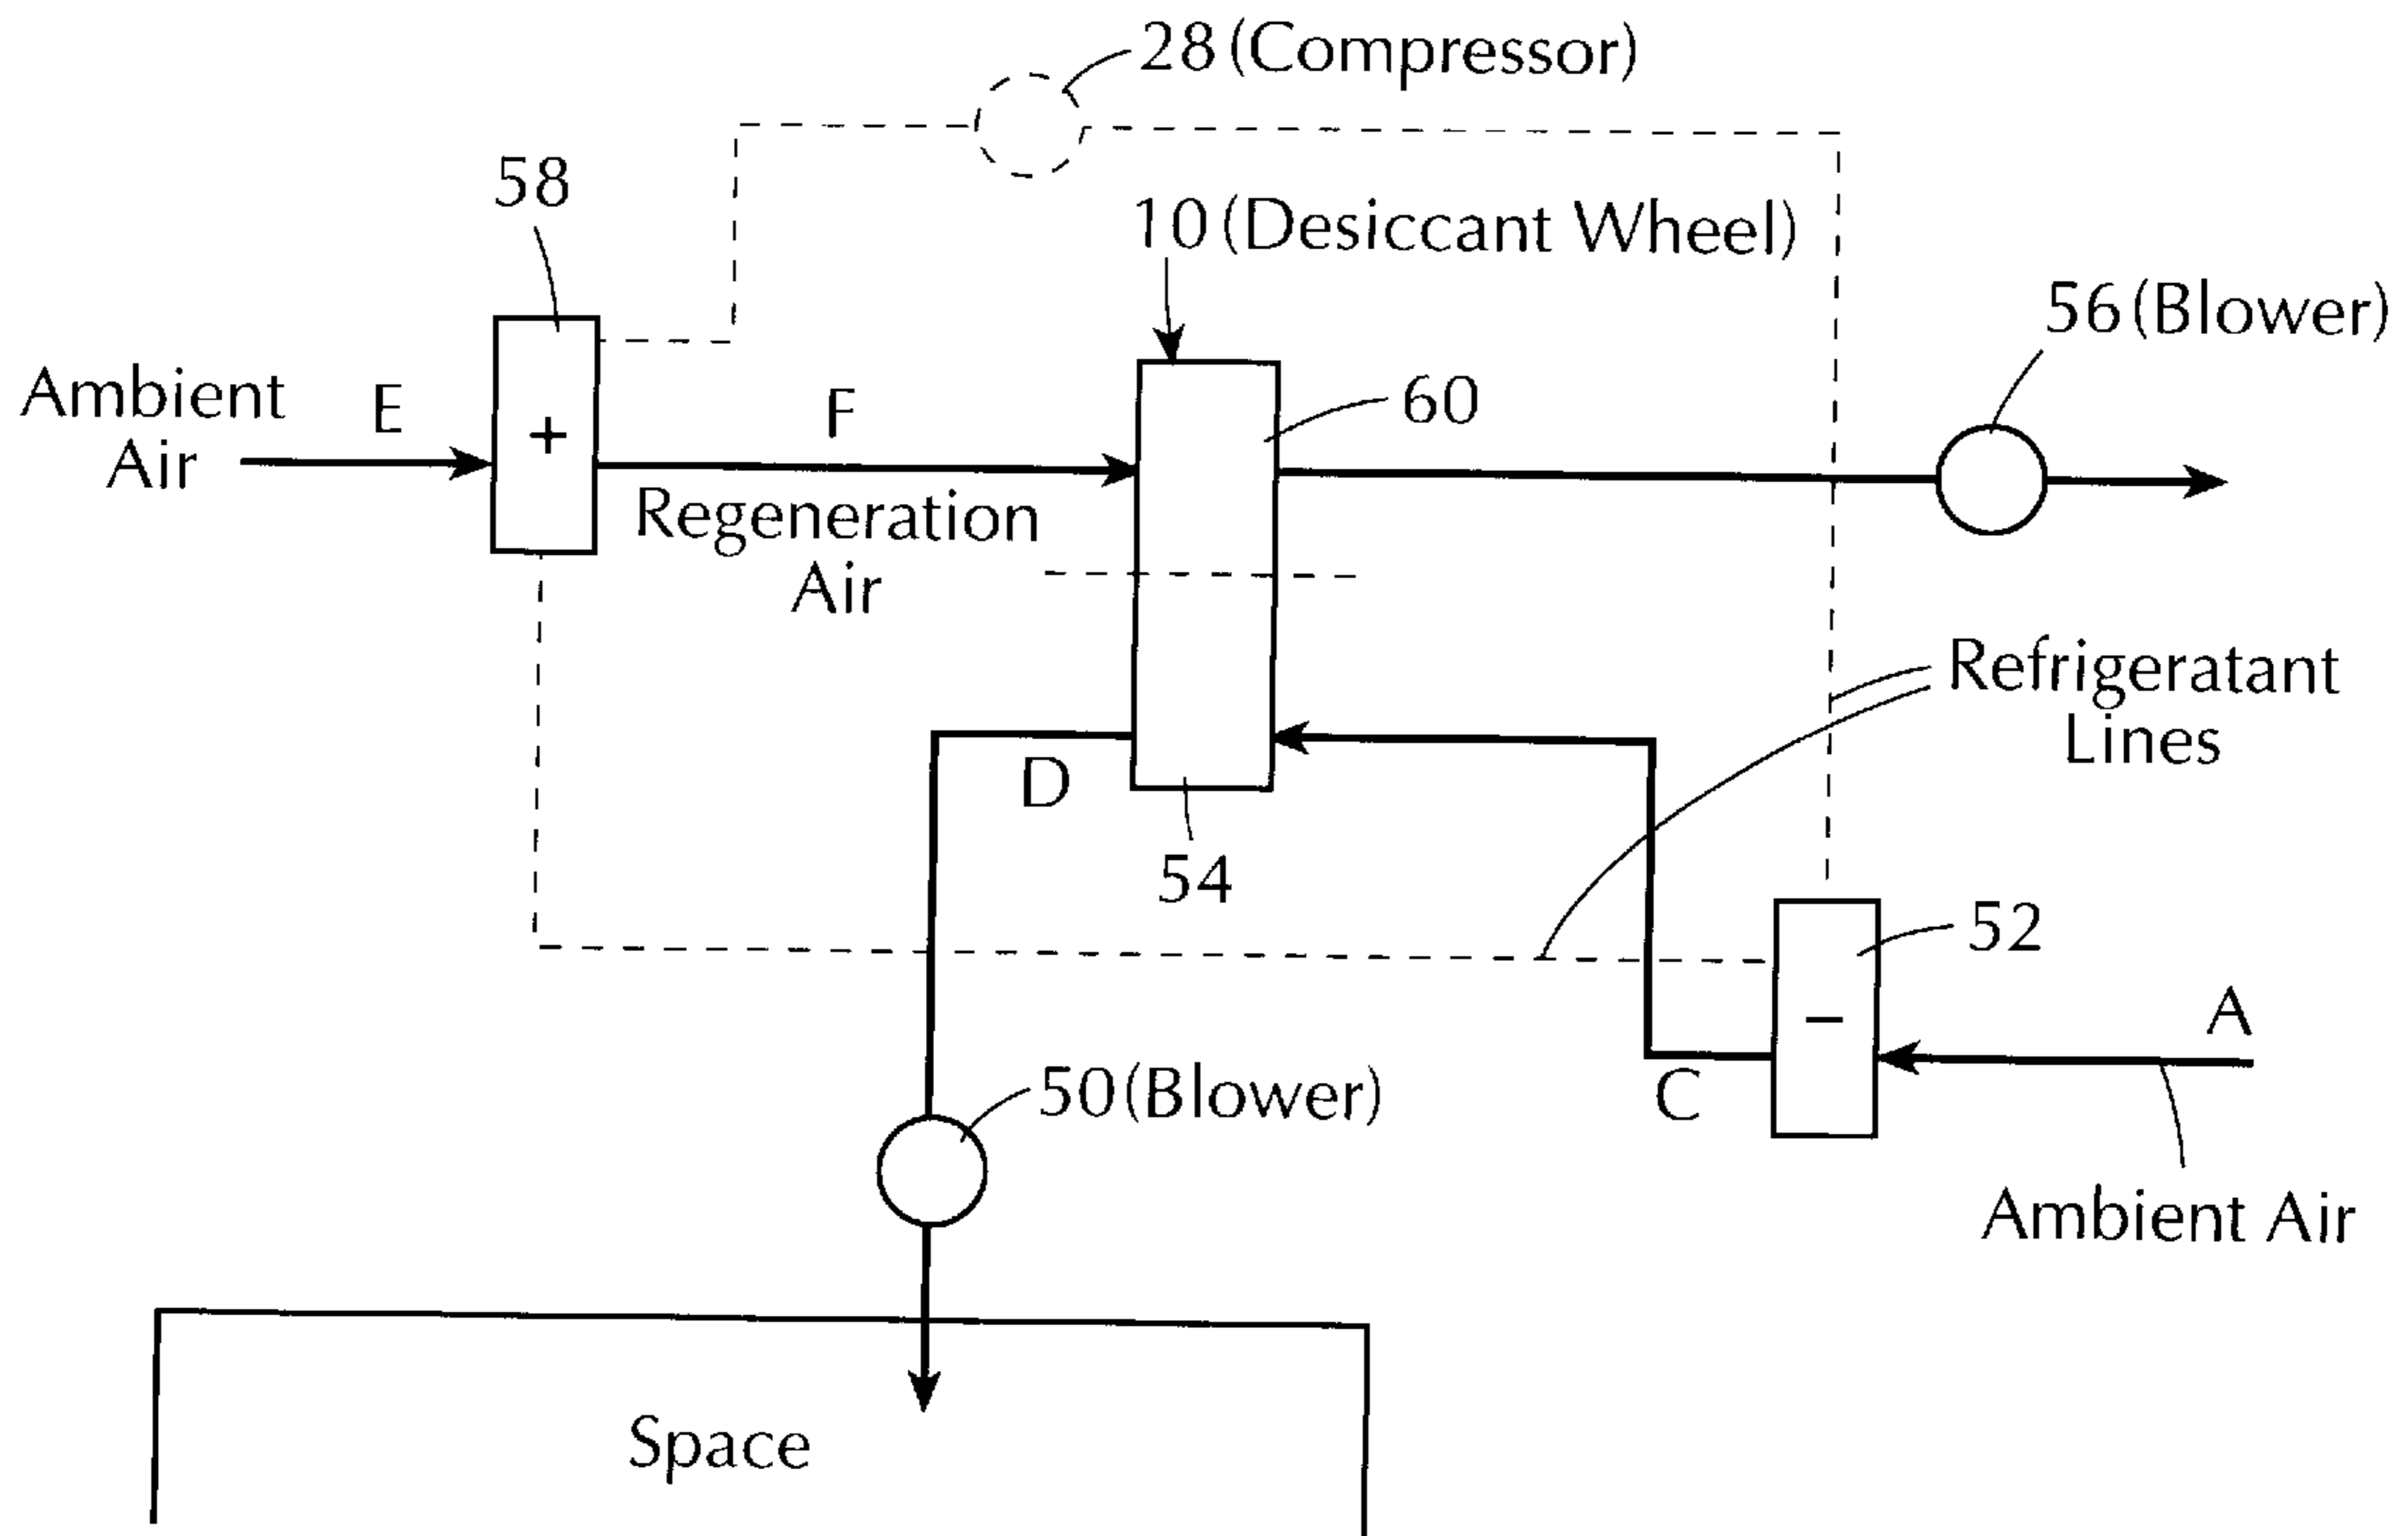 28 (Compressor)
58
10 (Desiccant Wheel)
56 (Blower)
Ambient
Air
E
+
F
60
Regeneration
Air
Refrigeratant
Lines
D
54
52
−
A
C
50 (Blower)
Ambient Air
Space